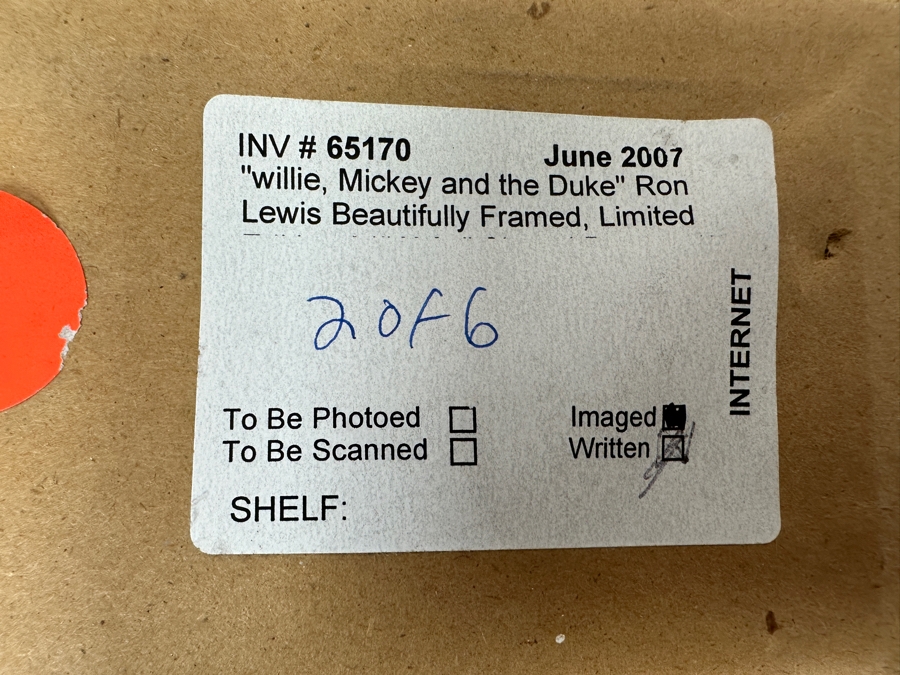 INV # 65170 June 2007
"willie, Mickey and the Duke" Ron
Lewis Beautifully Framed, Limited
2 of 6
INTERNET
To Be Photoed Imaged
To Be Scanned Written
SHELF: